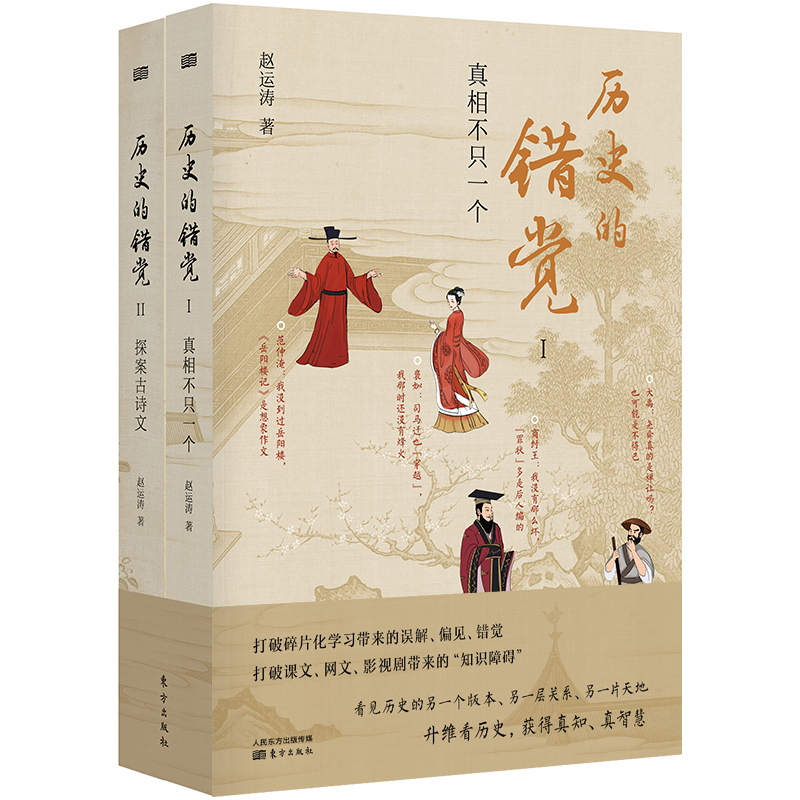 历史的错觉
II
探案古诗文
赵运涛 著
东方出版社
历史的错觉
I
真相不只一个
赵运涛 著
赵运涛 著
历史的
错觉
I
真相不只一个
范仲淹：我没到过岳阳楼，
《岳阳楼记》是想象作文
褒姒：司马迁也“穿越”，
我那时还没有烽火
商纣王：我没有那么坏，
“罪状”多是后人编的
大禹：尧舜真的是禅让吗？
也可能是不得已
打破碎片化学习带来的误解、偏见、错觉
打破课文、网文、影视剧带来的“知识障碍”
看见历史的另一个版本、另一层关系、另一片天地
升维看历史，获得真知、真智慧
人民东方出版传媒
东方出版社